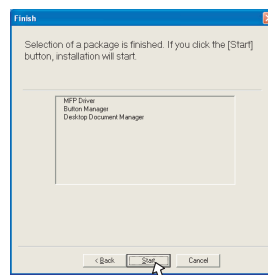 Finish
Selection of a package is finished. If you click the [Start]
button, installation will start.
MFP Driver
Button Manager
Desktop Document Manager
< Back
Start
Cancel